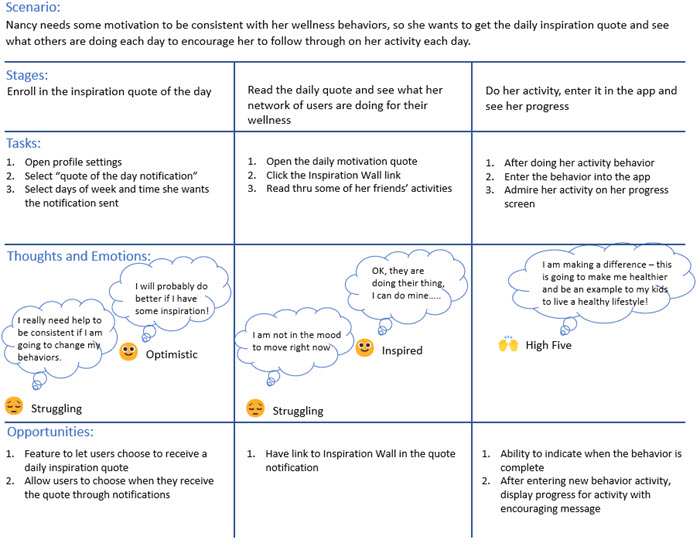 Scenario:
Nancy needs some motivation to be consistent with her wellness behaviors, so she wants to get the daily inspiration quote and see
what others are doing each day to encourage her to follow through on her activity each day.
Stages:
Enroll in the inspiration quote of the day
Read the daily quote and see what her
network of users are doing for their
wellness
Do her activity, enter it in the app and
see her progress
Tasks:
1. Open profile settings
2. Select “quote of the day notification”
3. Select days of week and time she wants
the notification sent
1. Open the daily motivation quote
2. Click the Inspiration Wall link
3. Read thru some of her friends’ activities
1. After doing her activity behavior
2. Enter the behavior into the app
3. Admire her activity on her progress
screen
Thoughts and Emotions:
I really need help to
be consistent if I am
going to change my
behaviors.
Struggling
I will probably do
better if I have
some inspiration!
Optimistic
I am not in the mood
to move right now
Struggling
OK, they are
doing their thing,
I can do mine.....
Inspired
I am making a difference – this
is going to make me healthier
and be an example to my kids
to live a healthy lifestyle!
High Five
Opportunities:
1. Feature to let users choose to receive a
daily inspiration quote
2. Allow users to choose when they receive
the quote through notifications
1. Have link to Inspiration Wall in the quote
notification
1. Ability to indicate when the behavior is
complete
2. After entering new behavior activity,
display progress for activity with
encouraging message